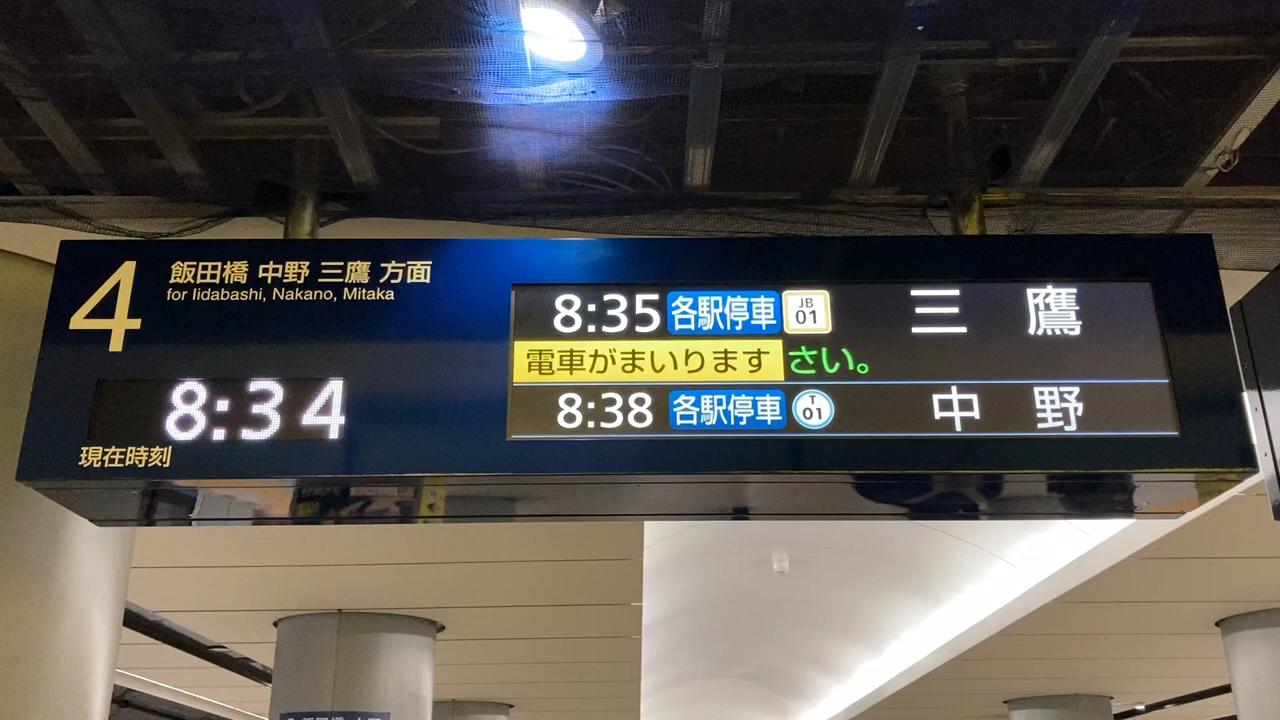 4
飯田橋 中野 三鷹 方面
for Iidabashi, Nakano, Mitaka
8:34
現在時刻
8:35 各駅停車 JB 01 三鷹
電車がまいります さい。
8:38 各駅停車 T 01 中野